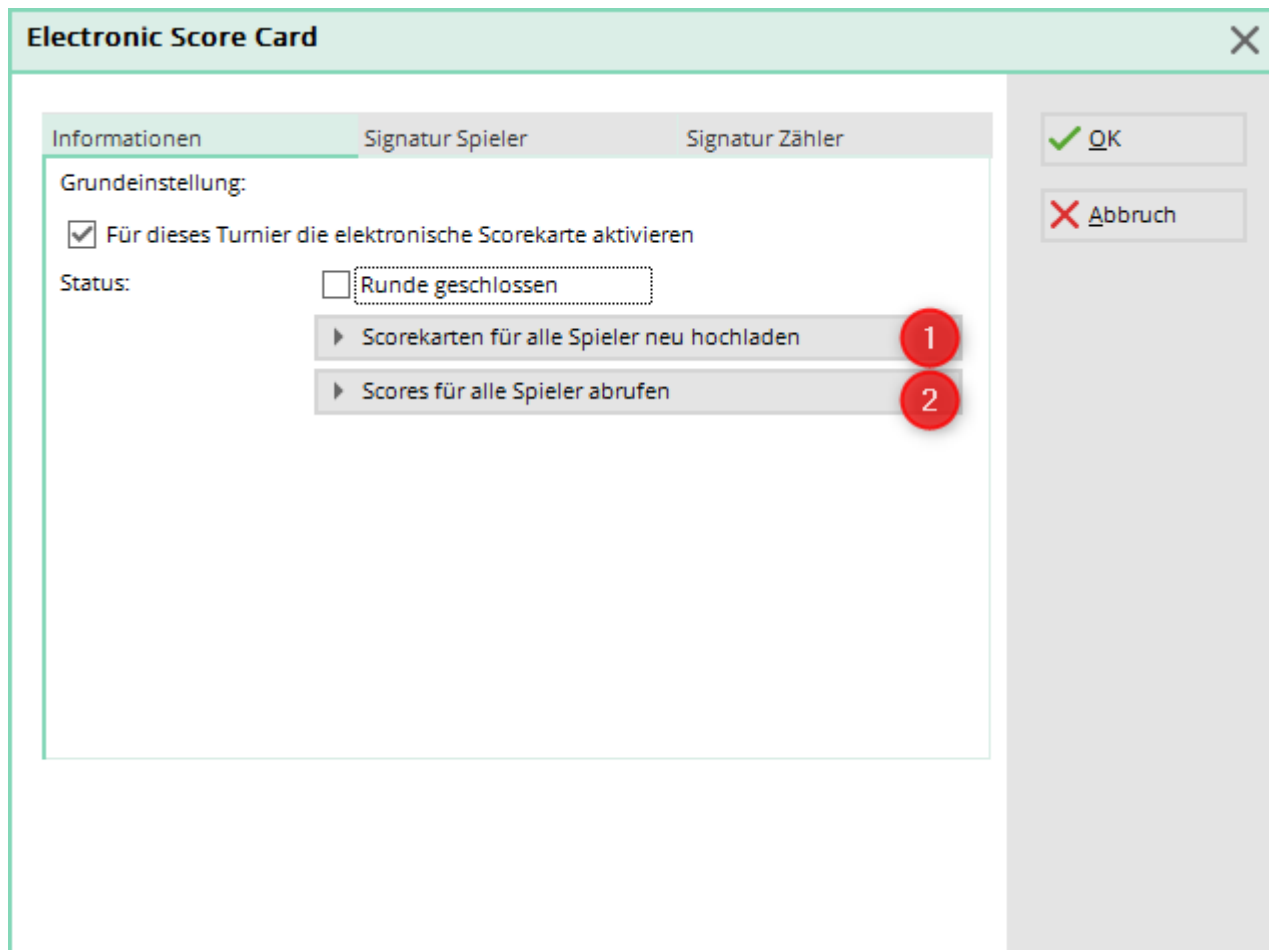 Electronic Score Card
Informationen
Signatur Spieler
Signatur Zähler
OK
Abbruch
Grundeinstellung:
Für dieses Turnier die elektronische Scorekarte aktivieren
Status:
Runde geschlossen
Scorekarten für alle Spieler neu hochladen
1
Scores für alle Spieler abrufen
2